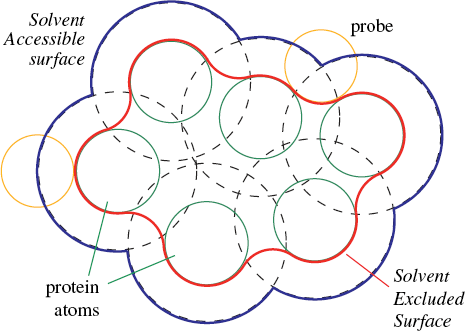 Solvent
Accessible
surface
probe
protein
atoms
Solvent
Excluded
Surface